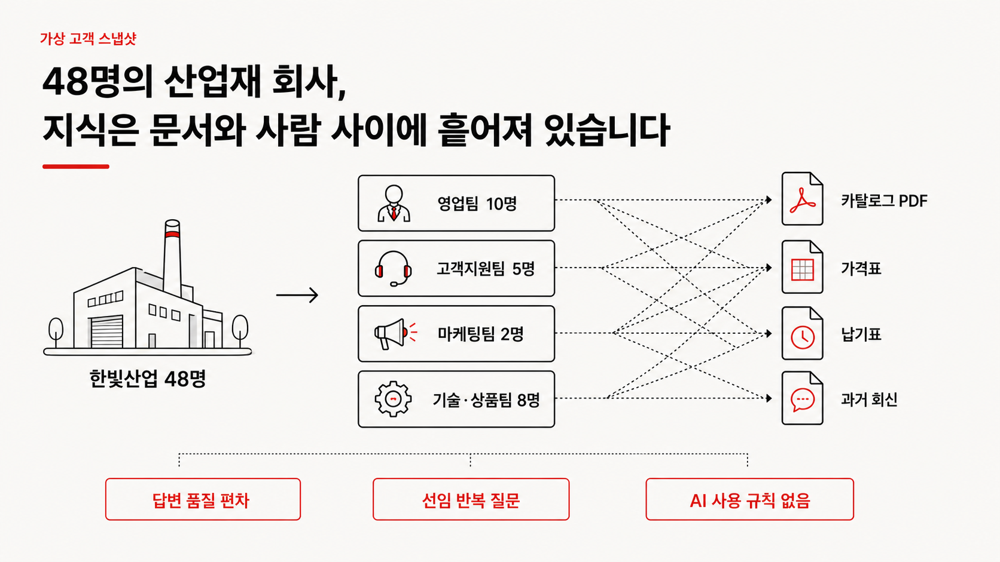 가상 고객 스냅샷
48명의 산업재 회사,
지식은 문서와 사람 사이에 흩어져 있습니다
한빛산업 48명
영업팀 10명
고객지원팀 5명
마케팅팀 2명
기술·상품팀 8명
카탈로그 PDF
가격표
납기표
과거 회신
답변 품질 편차
선임 반복 질문
AI 사용 규칙 없음